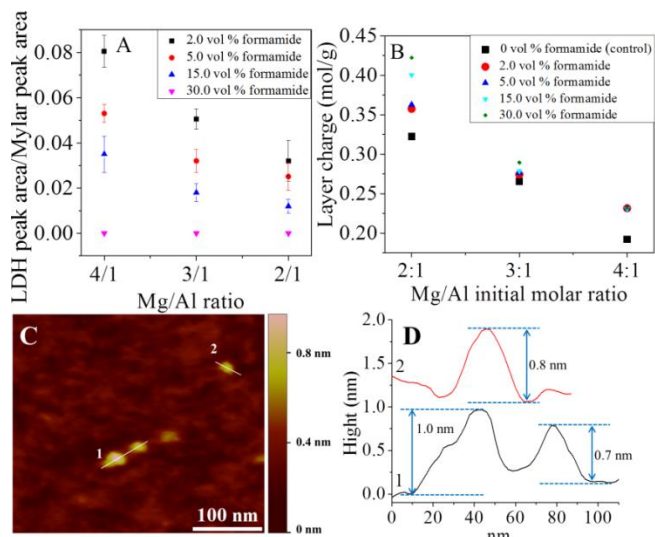 A
2.0 vol % formamide
5.0 vol % formamide
15.0 vol % formamide
30.0 vol % formamide
LDH peak area/Mylar peak area
0.08
0.06
0.04
0.02
0.00
4/1 3/1 2/1
Mg/Al ratio
B
0 vol % formamide (control)
2.0 vol % formamide
5.0 vol % formamide
15.0 vol % formamide
30.0 vol % formamide
Layer charge (mol/g)
0.45
0.40
0.35
0.30
0.25
0.20
2:1 3:1 4:1
Mg/Al initial molar ratio
C
2
1
100 nm
0.8 nm
0.4 nm
0 nm
D
Hight (nm)
2.0
1.5
1.0
0.5
0.0
2
0.8 nm
1.0 nm
0.7 nm
1
0 20 40 60 80 100
nm